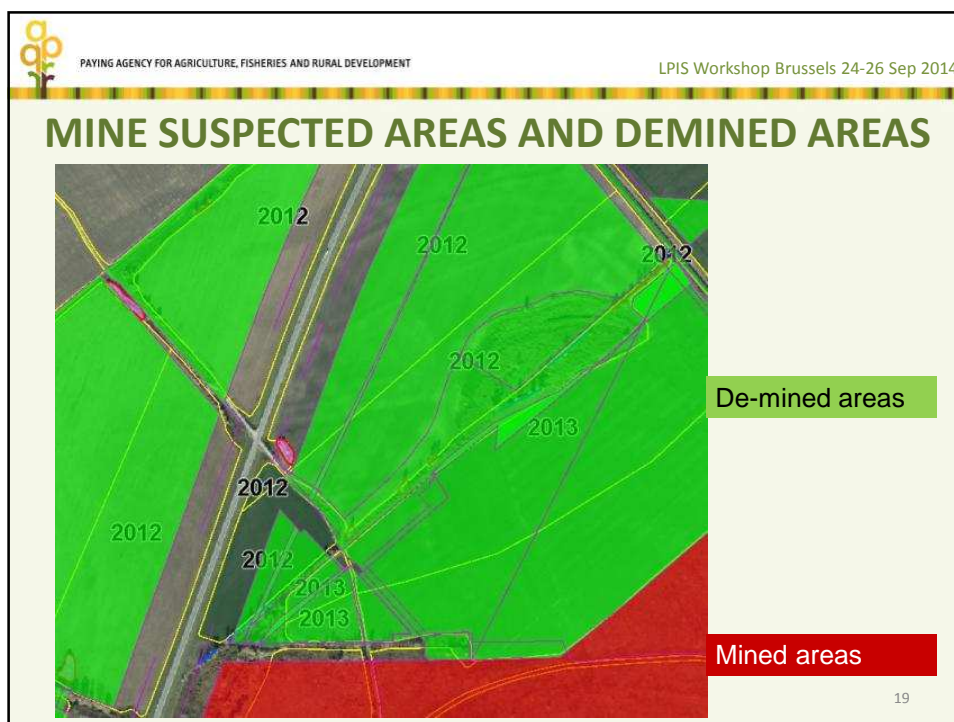 PAYING AGENCY FOR AGRICULTURE, FISHERIES AND RURAL DEVELOPMENT
LPIS Workshop Brussels 24-26 Sep 2014
MINE SUSPECTED AREAS AND DEMINED AREAS
2012
2012
2012
2012
2013
2012
2012
2012
2013
2013
De-mined areas
Mined areas
19